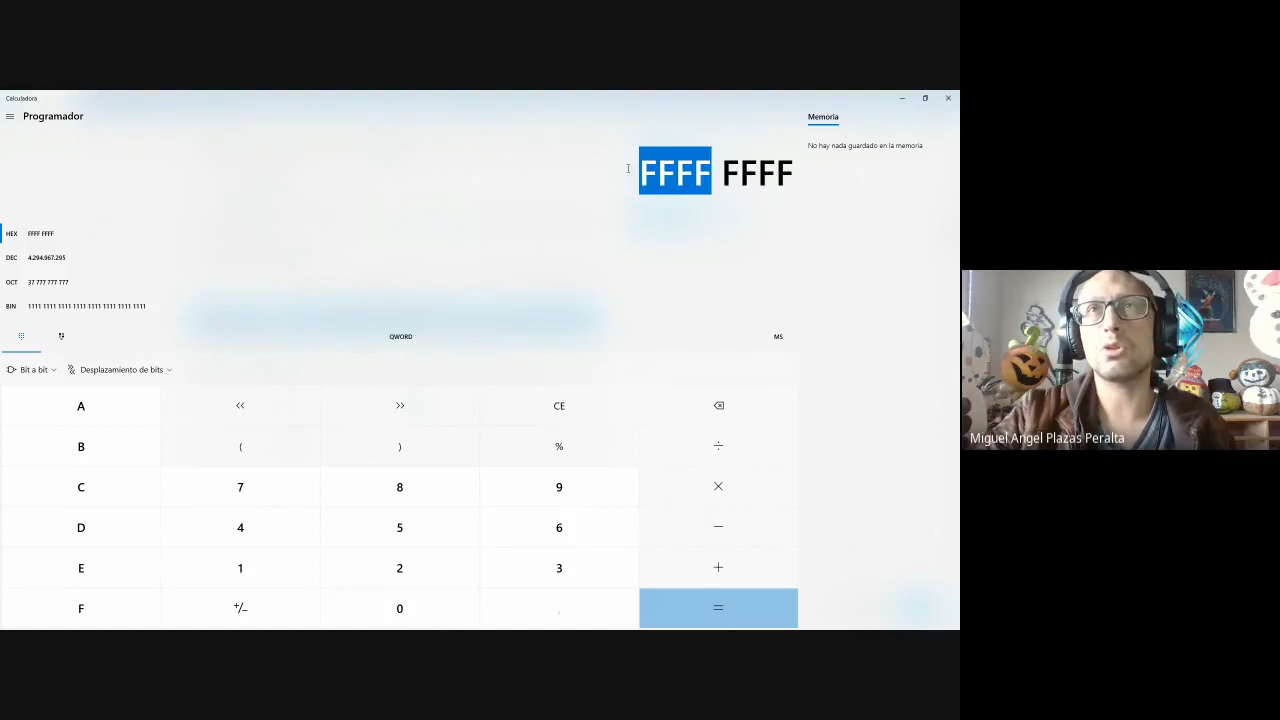 Calculadora
Programador
Memoria
No hay nada guardado en la memoria
FFFF FFFF
HEX FFFF FFFF
DEC 4.294.967.295
OCT 37 777 777 777
BIN 1111 1111 1111 1111 1111 1111 1111 1111
QWORD
MS
Bit a bit
Desplazamiento de bits
A << >> CE
B ( ) % ÷
C 7 8 9 ×
D 4 5 6 −
E 1 2 3 +
F +/− 0 , =
Miguel Angel Plazas Peralta